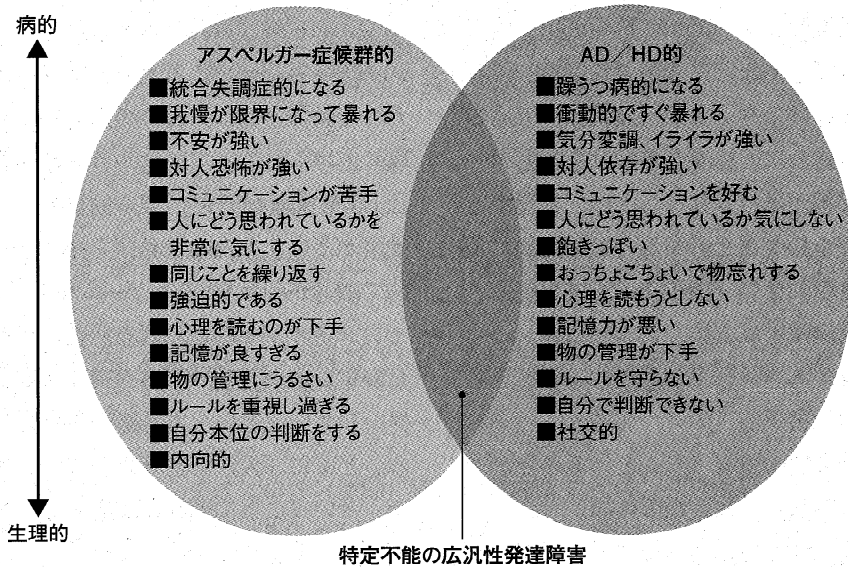 病的
アスペルガー症候群的
■統合失調症的になる
■我慢が限界になって暴れる
■不安が強い
■対人恐怖が強い
■コミュニケーションが苦手
■人にどう思われているかを
非常に気にする
■同じことを繰り返す
■強迫的である
■心理を読むのが下手
■記憶が良すぎる
■物の管理にうるさい
■ルールを重視し過ぎる
■自分本位の判断をする
■内向的
AD/HD的
■躁うつ病的になる
■衝動的ですぐ暴れる
■気分変調、イライラが強い
■対人依存が強い
■コミュニケーションを好む
■人にどう思われているか気にしない
■飽きっぽい
■おっちょこちょいで物忘れする
■心理を読もうとしない
■記憶力が悪い
■物の管理が下手
■ルールを守らない
■自分で判断できない
■社交的
生理的
特定不能の広汎性発達障害